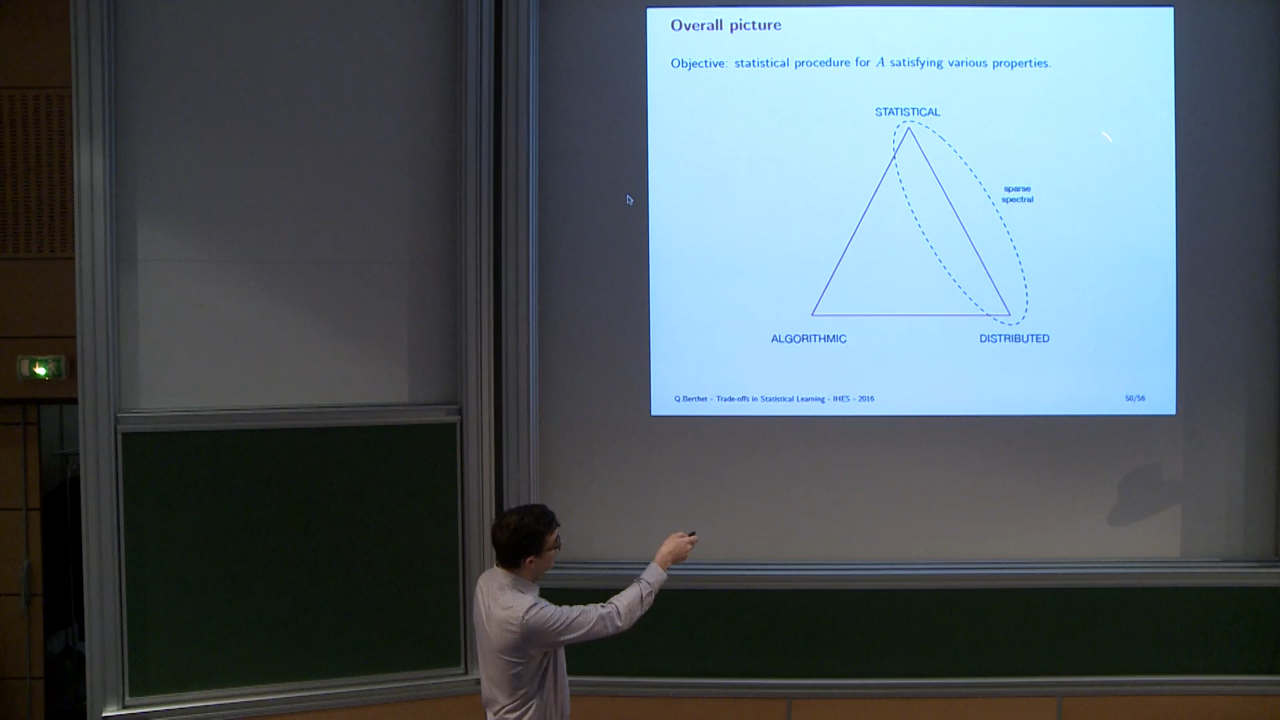 Overall picture
Objective: statistical procedure for A satisfying various properties.
STATISTICAL
sparse
spectral
ALGORITHMIC
DISTRIBUTED
Q.Berthet - Trade-offs in Statistical Learning - IHES - 2016
50/56